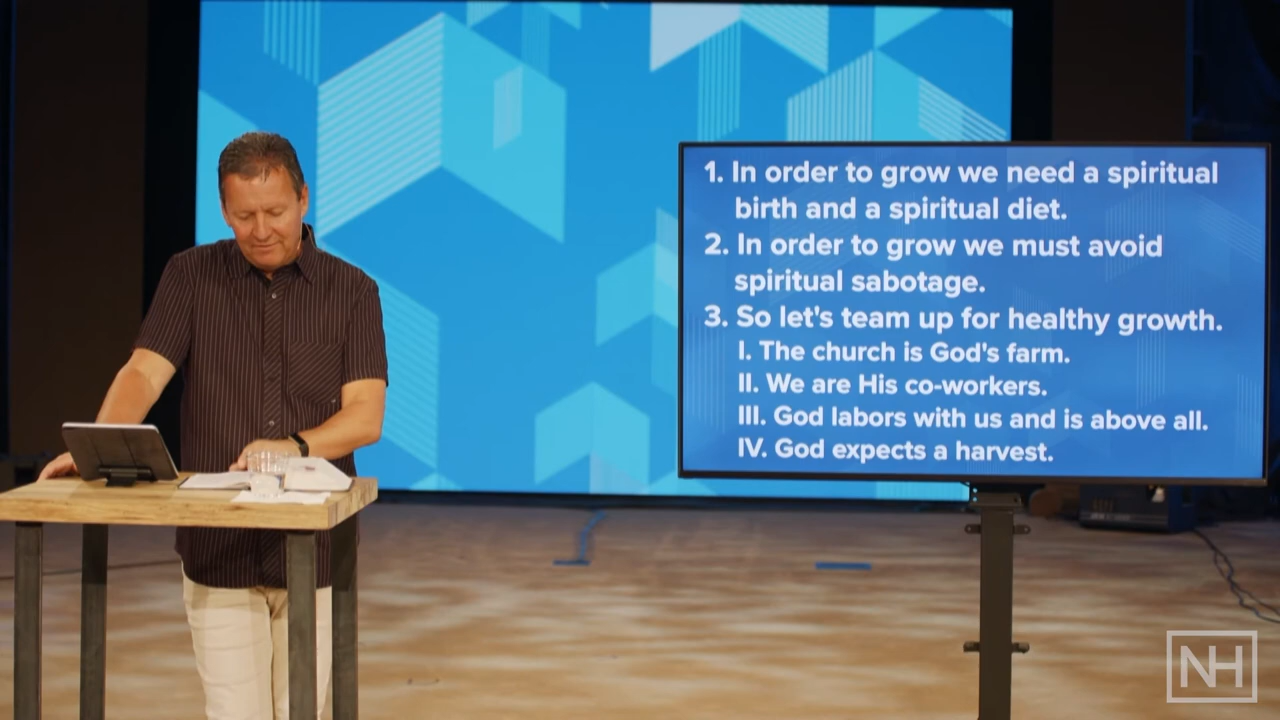 1. In order to grow we need a spiritual
birth and a spiritual diet.
2. In order to grow we must avoid
spiritual sabotage.
3. So let's team up for healthy growth.
I. The church is God's farm.
II. We are His co-workers.
III. God labors with us and is above all.
IV. God expects a harvest.
NH